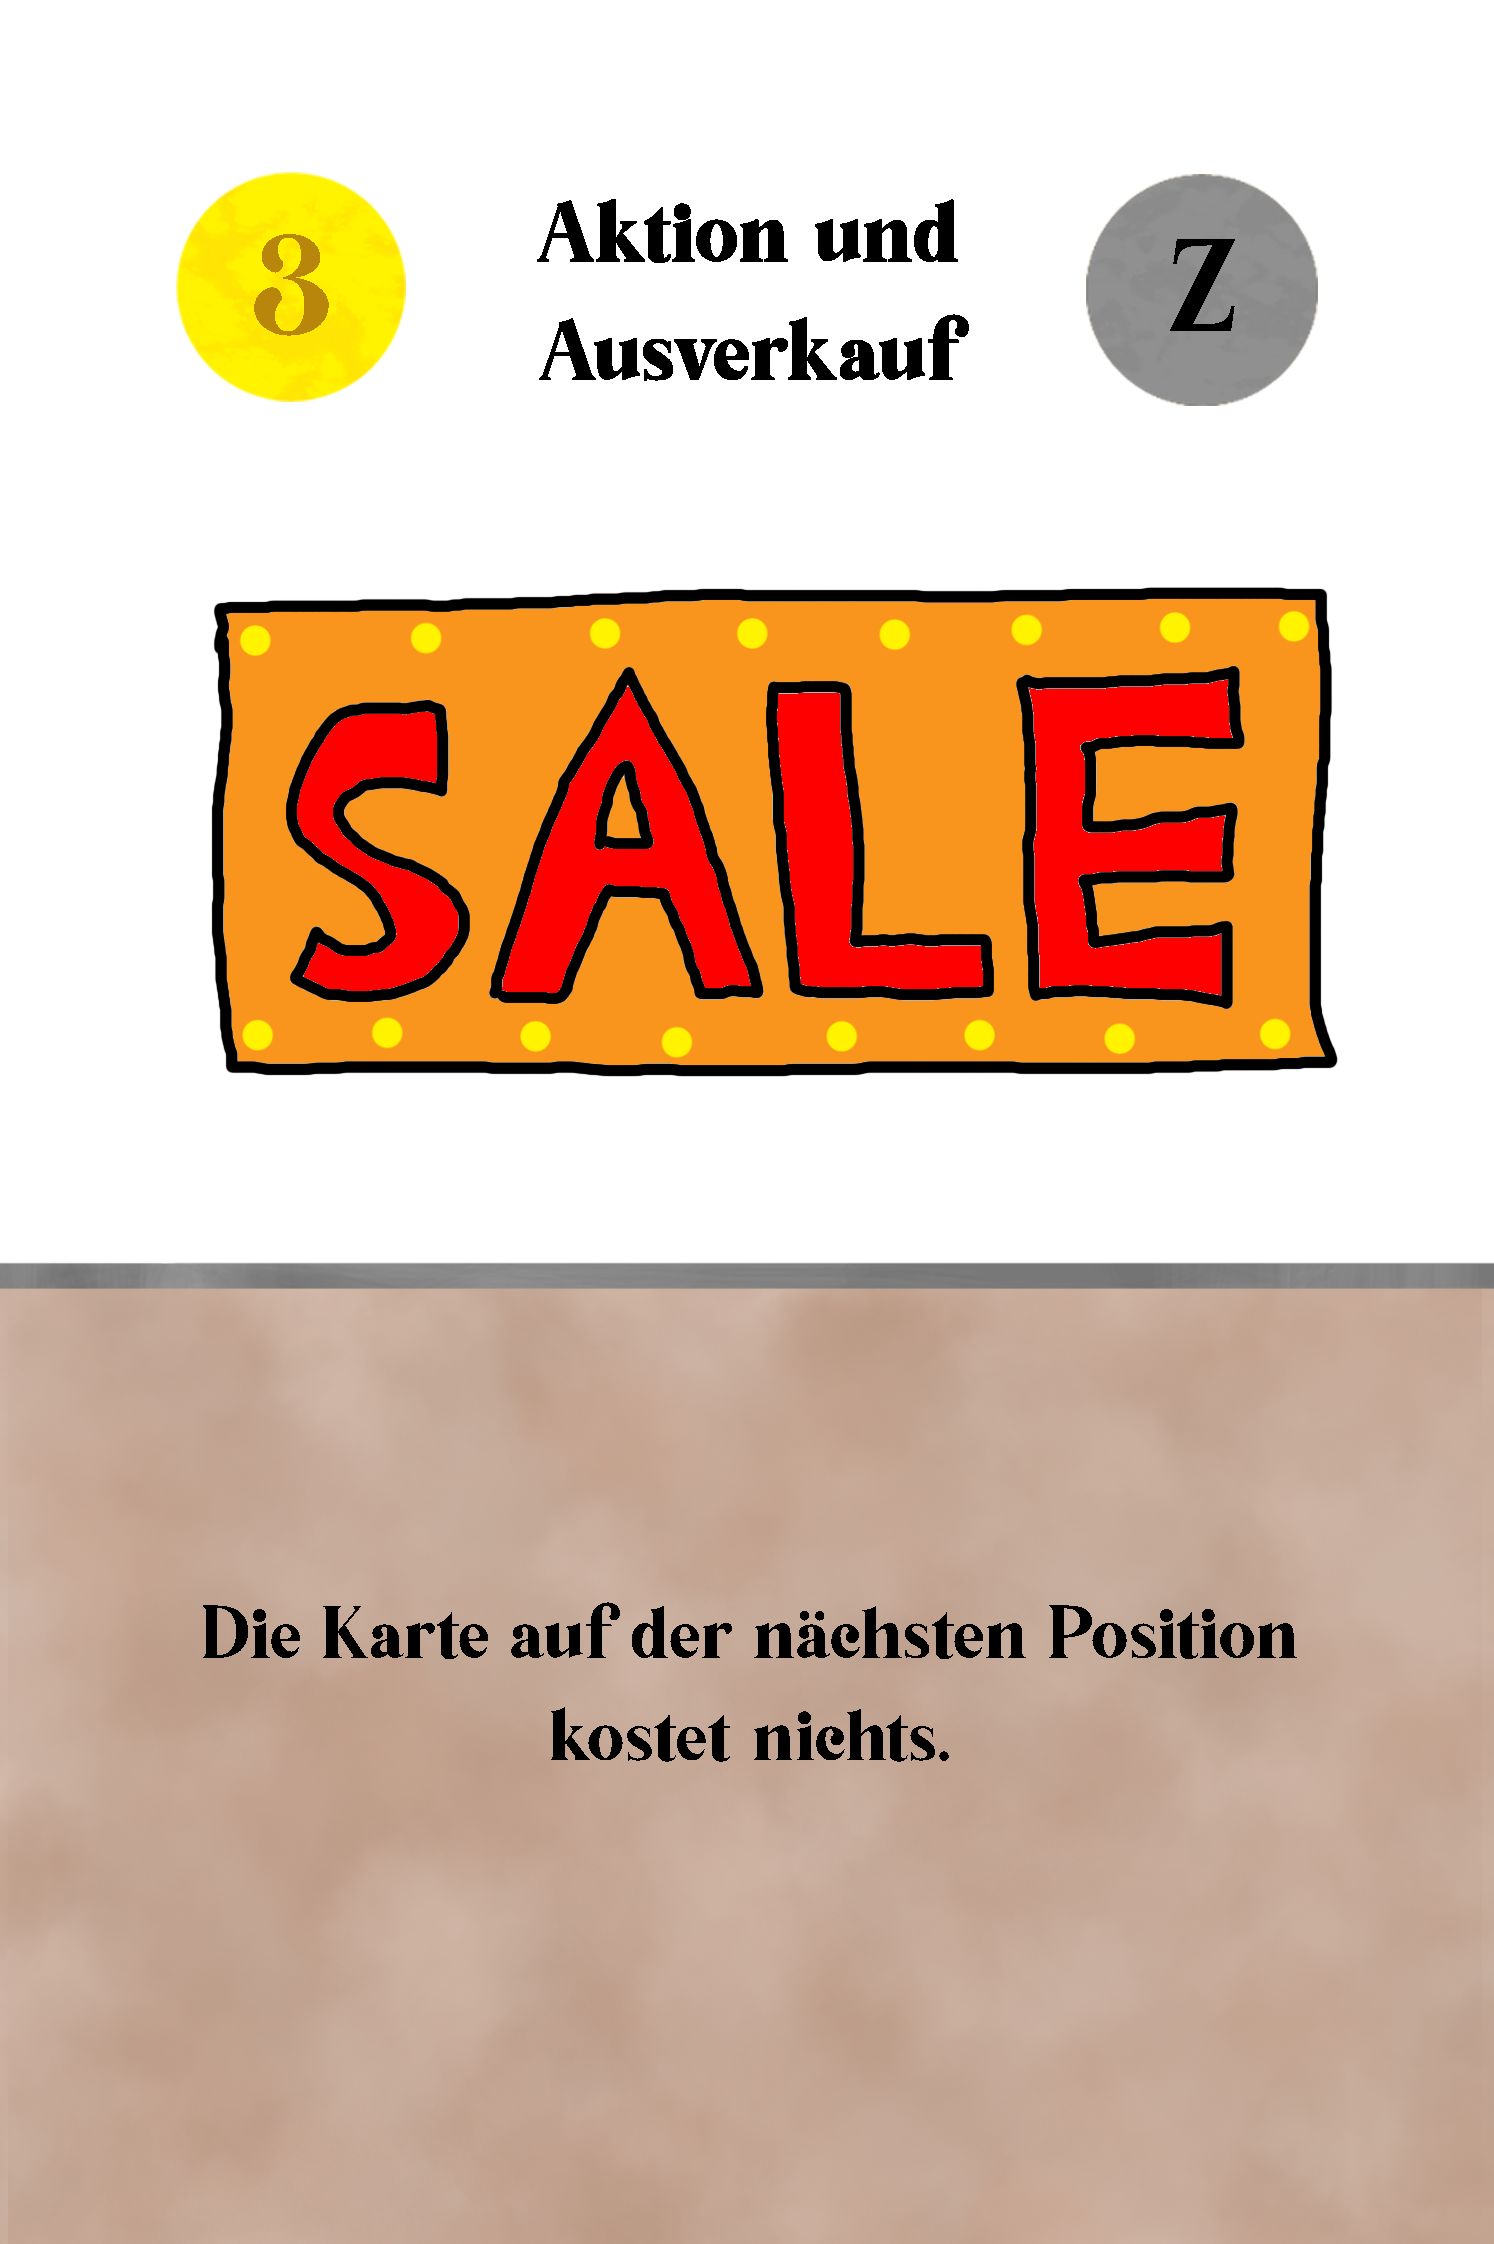 3
Aktion und
Ausverkauf
Z
SALE
Die Karte auf der nächsten Position
kostet nichts.